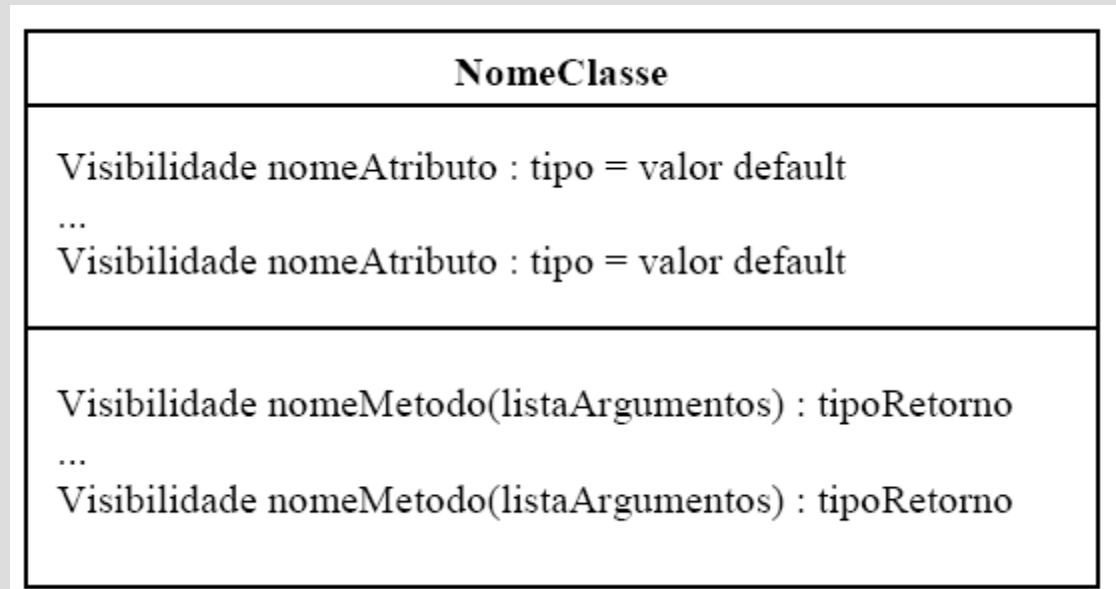 NomeClasse
Visibilidade nomeAtributo : tipo = valor default
...
Visibilidade nomeAtributo : tipo = valor default
Visibilidade nomeMetodo(listaArgumentos) : tipoRetorno
...
Visibilidade nomeMetodo(listaArgumentos) : tipoRetorno